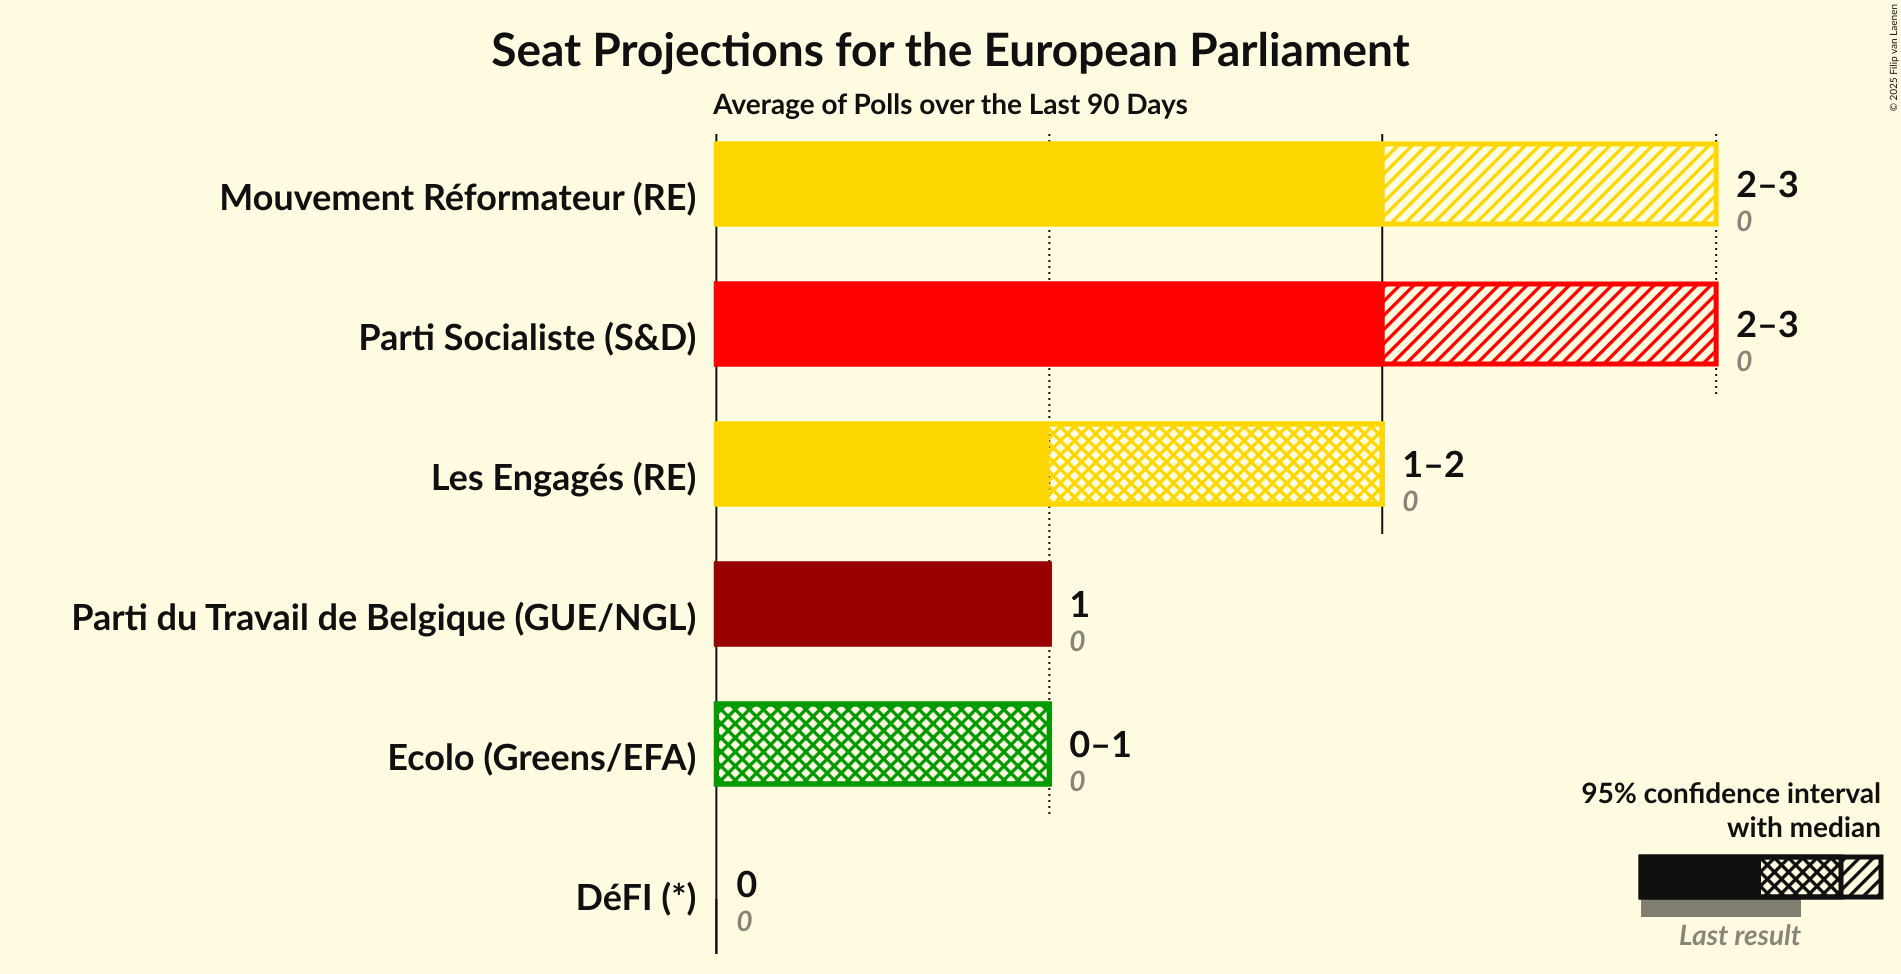 Seat Projections for the European Parliament
Average of Polls over the Last 90 Days
Mouvement Réformateur (RE)
2–3
0
Parti Socialiste (S&D)
2–3
0
Les Engagés (RE)
1–2
0
Parti du Travail de Belgique (GUE/NGL)
1
0
Ecolo (Greens/EFA)
0–1
0
DéFI (*)
0
0
95% confidence interval
with median
Last result
© 2025 Filip van Laenen